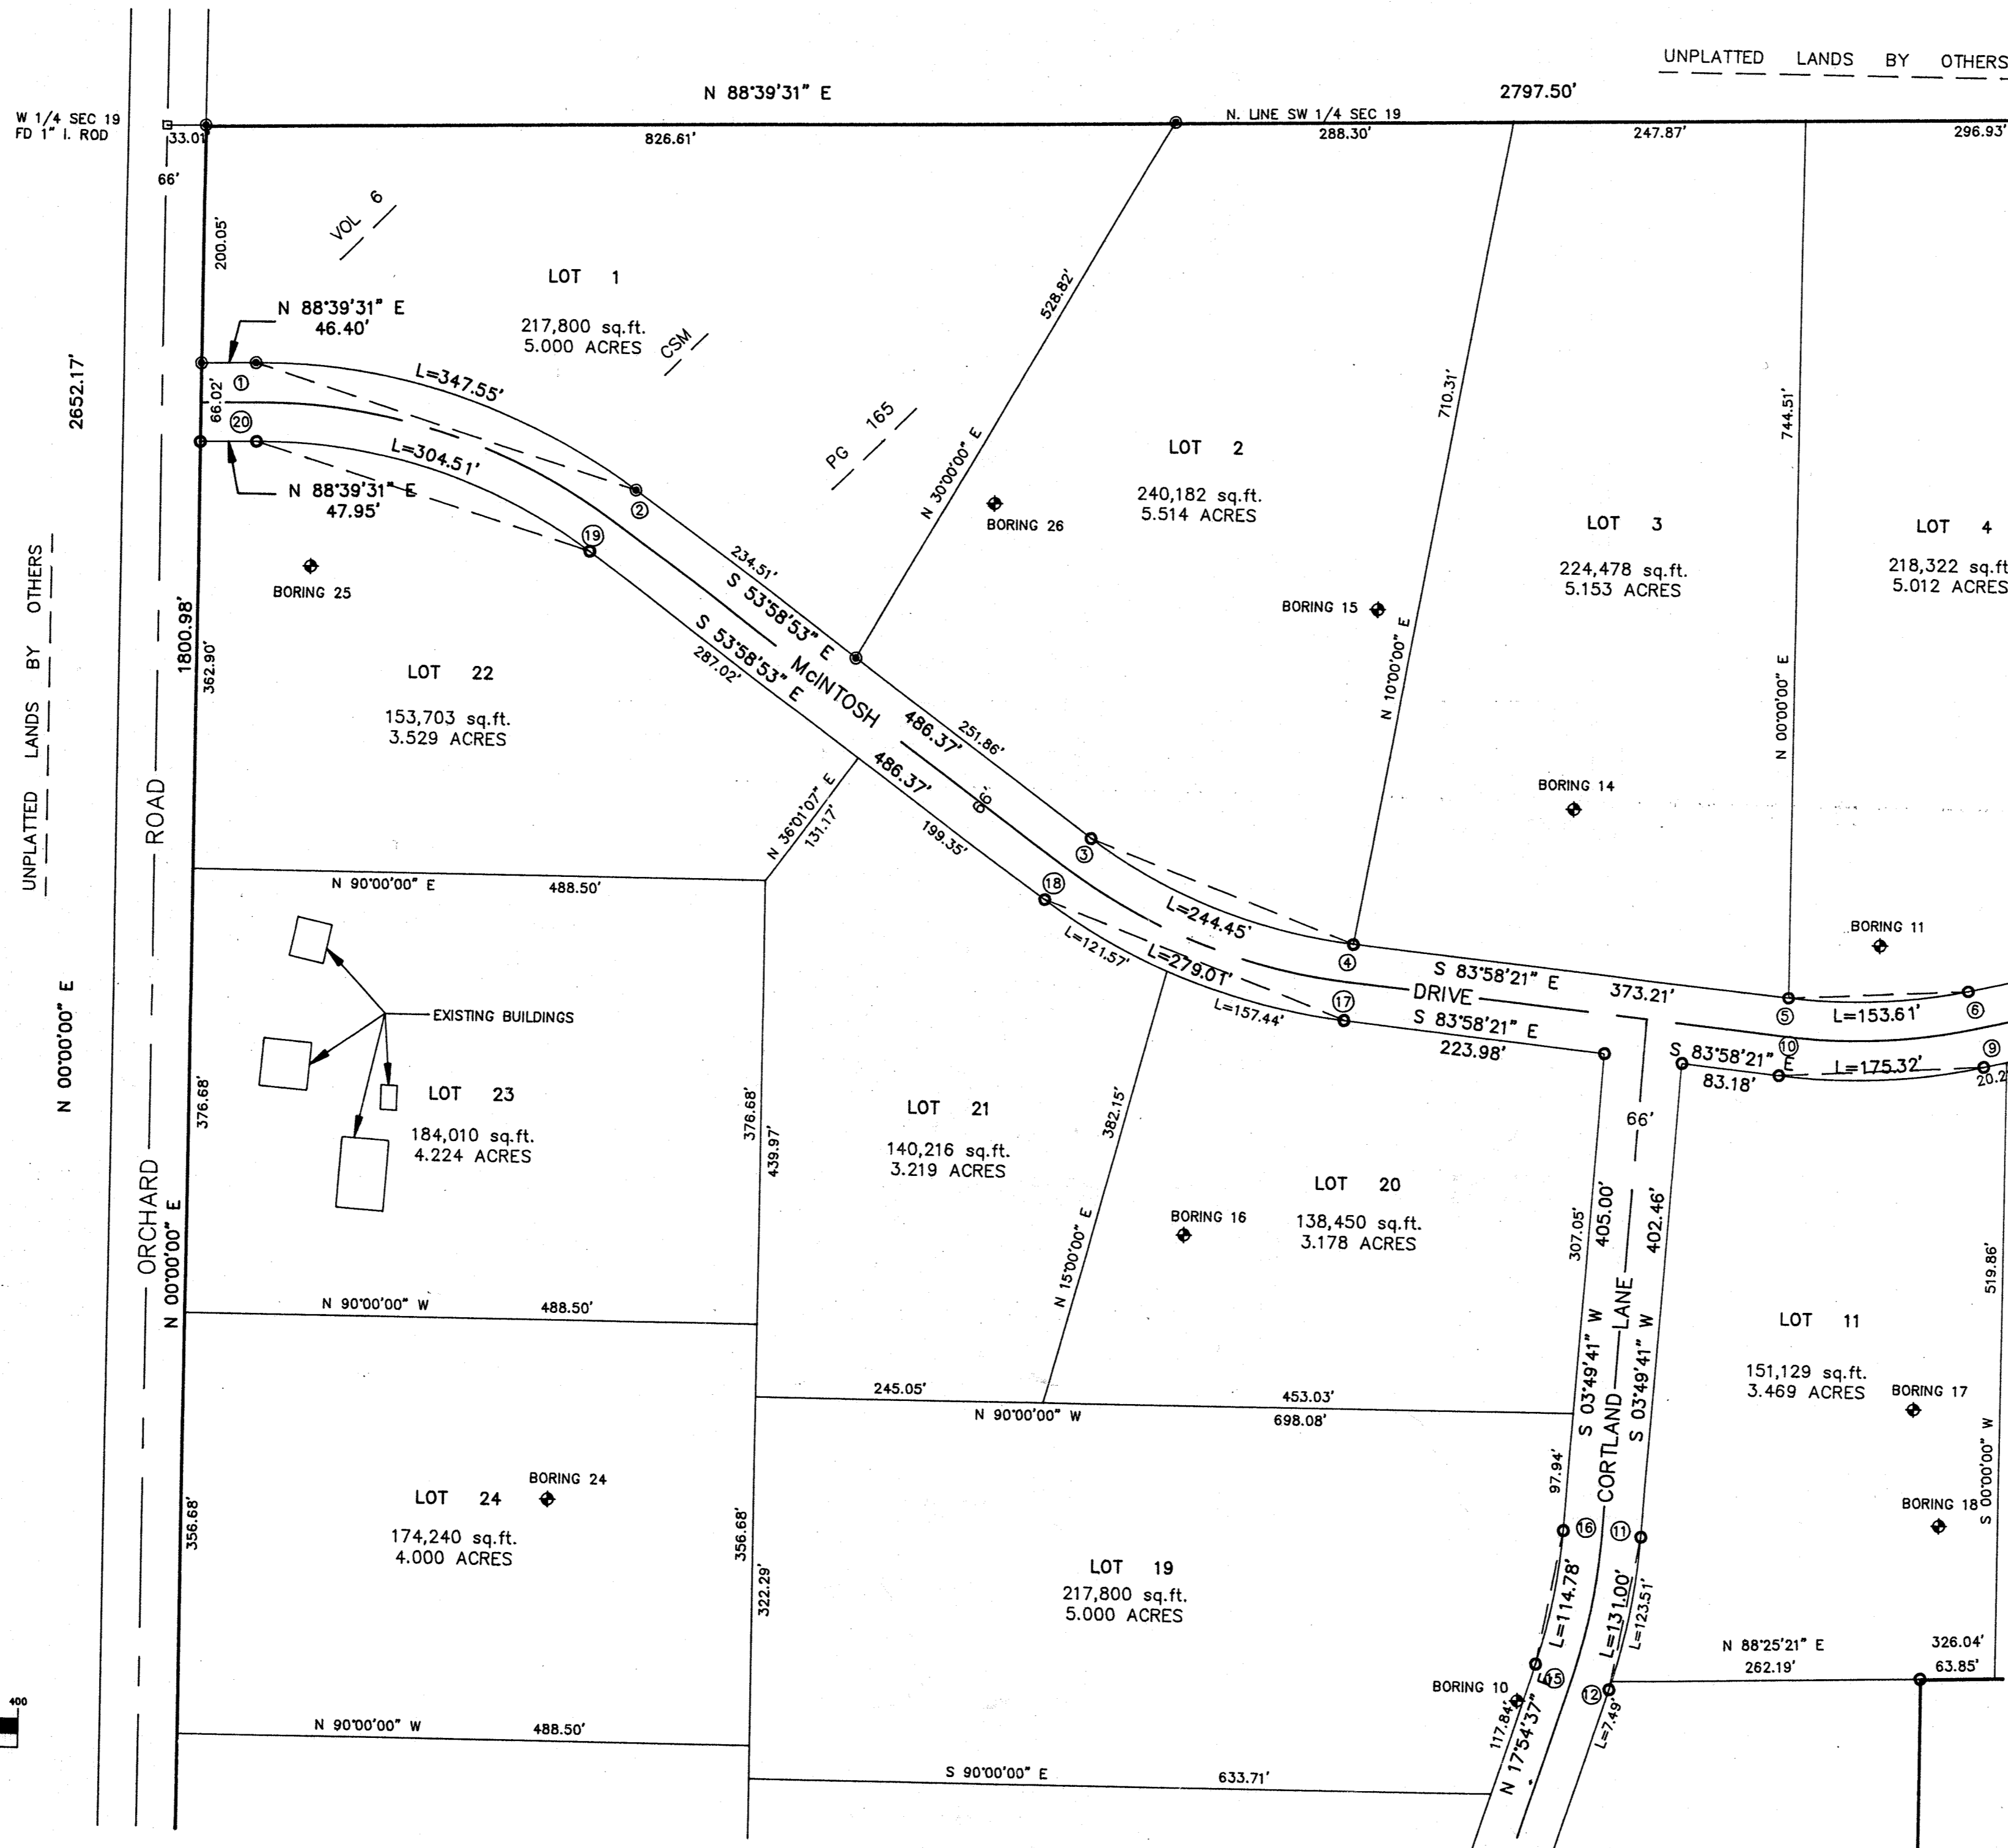 UNPLATTED LANDS BY OTHERS
N 88°39'31" E
2797.50'
W 1/4 SEC 19
FD 1" I. ROD
N. LINE SW 1/4 SEC 19
33.01'
826.61'
288.30'
247.87'
296.93'
66'
VOL 6
200.05'
LOT 1
217,800 sq.ft.
5.000 ACRES
CSM
PG 165
N 88°39'31" E
46.40'
L=347.55'
1
66.02'
20
L=304.51'
N 88°39'31" E
47.95'
2
19
2652.17'
528.82'
N 30°00'00" E
LOT 2
240,182 sq.ft.
5.514 ACRES
BORING 26
BORING 15
710.31'
N 10°00'00" E
LOT 3
224,478 sq.ft.
5.153 ACRES
744.51'
N 00°00'00" E
LOT 4
218,322 sq.ft
5.012 ACRES
BORING 14
BORING 11
BORING 25
UNPLATTED LANDS BY OTHERS
1800.98'
362.90'
LOT 22
153,703 sq.ft.
3.529 ACRES
234.51'
S 53°58'53" E
S 53°58'53" E
287.02'
McINTOSH
486.37'
251.86'
486.37'
66'
199.35'
N 36°01'07" E
131.17'
3
18
L=244.45'
L=279.01'
L=121.57'
L=157.44'
4
17
S 83°58'21" E
373.21'
DRIVE
S 83°58'21" E
223.98'
5
L=153.61'
6
10
9
S 83°58'21" E
83.18'
L=175.32'
20.2
N 90°00'00" E
488.50'
EXISTING BUILDINGS
LOT 23
184,010 sq.ft.
4.224 ACRES
376.68'
376.68'
439.97'
N 00°00'00" E
ORCHARD ROAD
N 00°00'00" E
LOT 21
140,216 sq.ft.
3.219 ACRES
382.15'
N 15°00'00" E
BORING 16
LOT 20
138,450 sq.ft.
3.178 ACRES
66'
307.05'
405.00'
402.46'
S 03°49'41" W
S 03°49'41" W
CORTLAND LANE
LOT 11
151,129 sq.ft.
3.469 ACRES
BORING 17
519.86'
S 00°00'00" W
BORING 18
N 90°00'00" W
488.50'
245.05'
453.03'
N 90°00'00" W
698.08'
97.94'
LOT 24
BORING 24
174,240 sq.ft.
4.000 ACRES
356.68'
356.68'
322.29'
LOT 19
217,800 sq.ft.
5.000 ACRES
16
11
L=114.78'
L=131.00'
L=123.51'
15
12
BORING 10
117.84'
N 17°54'37" E
L=7.49'
N 88°25'21" E
326.04'
262.19'
63.85'
400
N 90°00'00" W
488.50'
S 90°00'00" E
633.71'